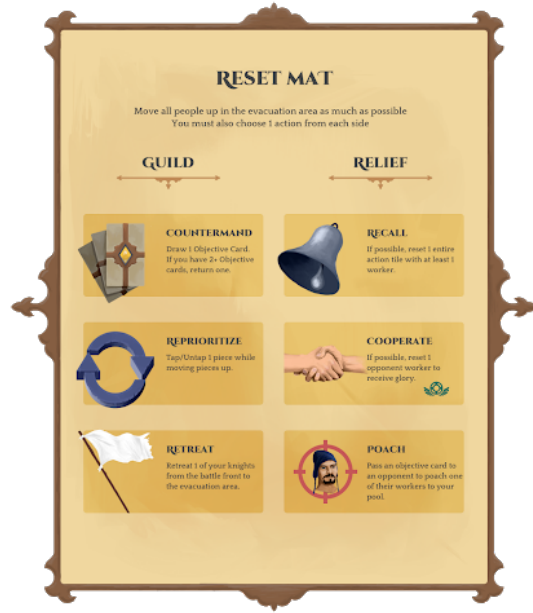 Reset mat
Move all people up in the evacuation area as much as possible
You must also choose 1 action from each side
Guild
Countermand
Draw 1 Objective Card.
If you have 2+ Objective
cards, return one.
Reprioritize
Tap/Untap 1 piece while
moving pieces up.
Retreat
Retreat 1 of your knights
from the battle front to
the evacuation area.
Relief
Recall
If possible, reset 1 entire
action tile with at least 1
worker.
Cooperate
If possible, reset 1
opponent worker to
receive glory.
Poach
Pass an objective card to
an opponent to poach one
of their workers to your
pool.